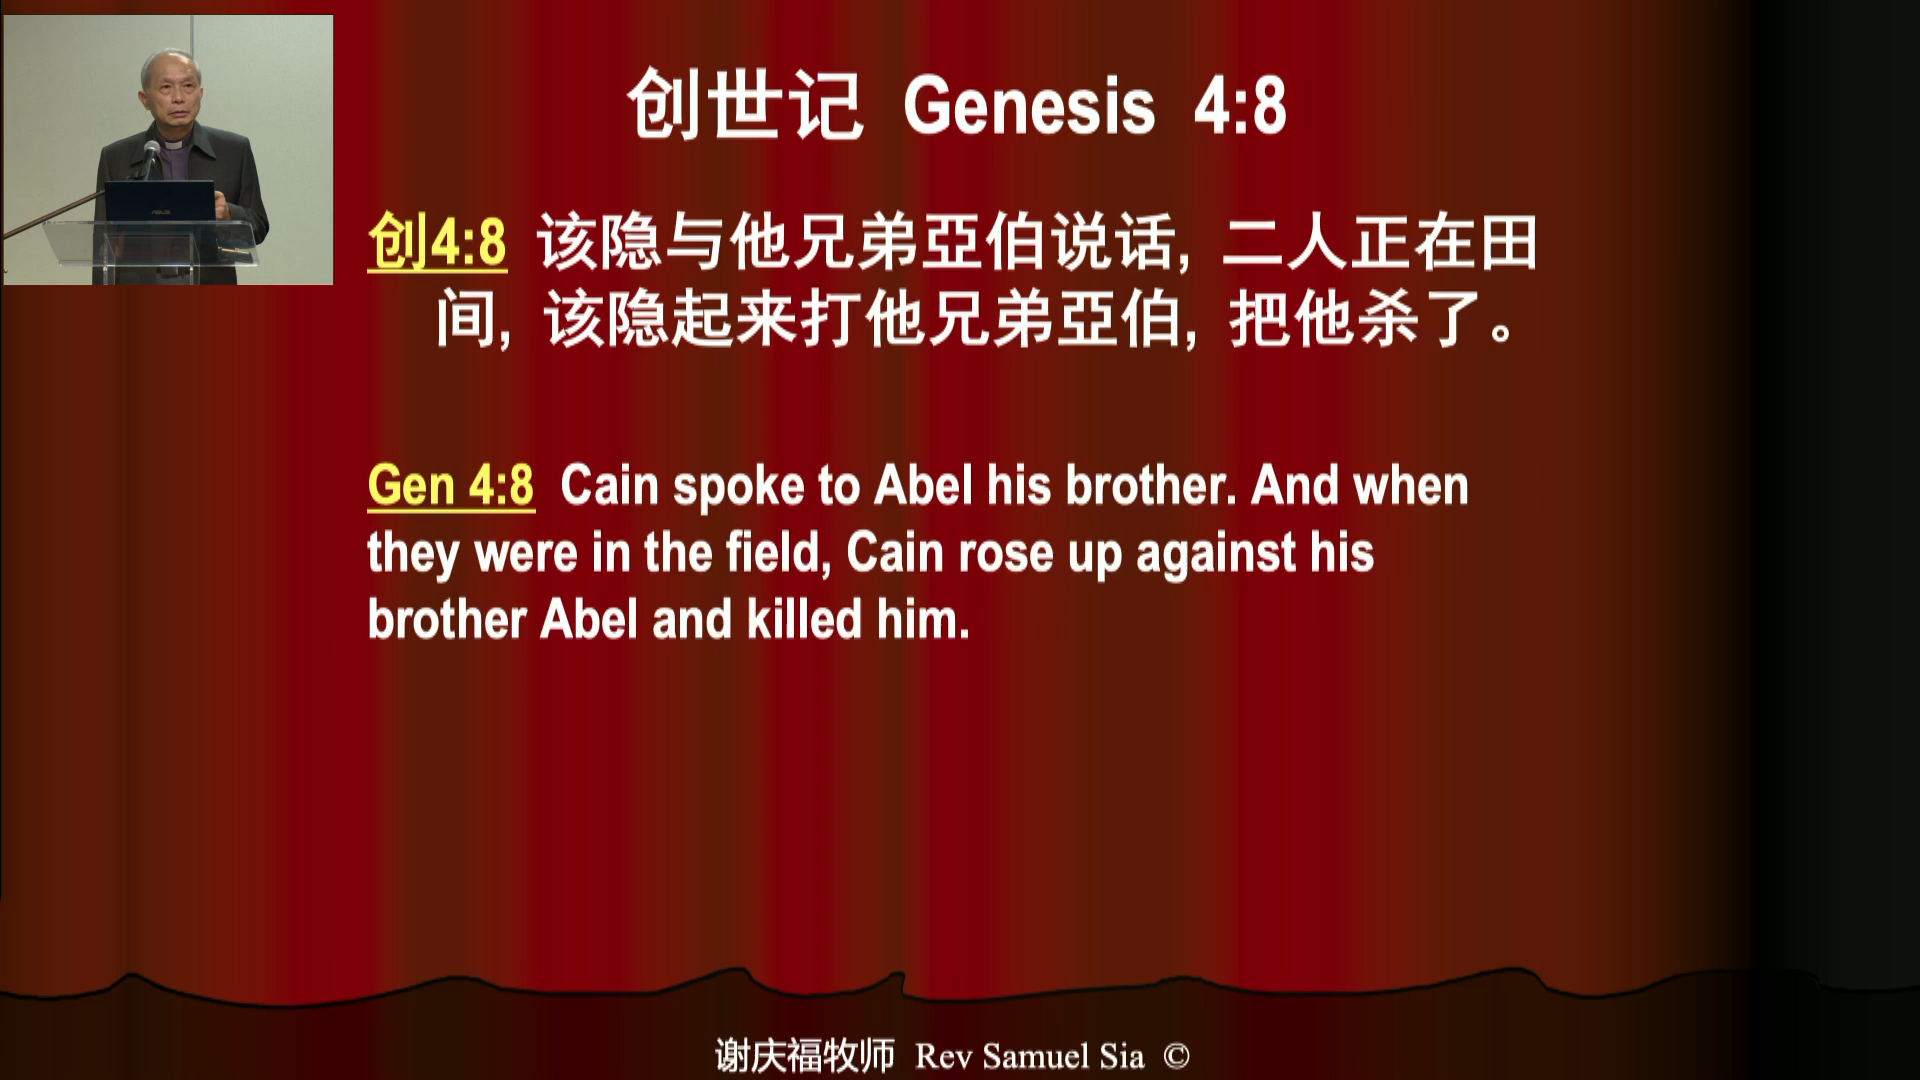 创世记 Genesis 4:8
创4:8 该隐与他兄弟亞伯说话, 二人正在田
间, 该隐起来打他兄弟亞伯, 把他杀了。
Gen 4:8 Cain spoke to Abel his brother. And when
they were in the field, Cain rose up against his
brother Abel and killed him.
谢庆福牧师 Rev Samuel Sia ©